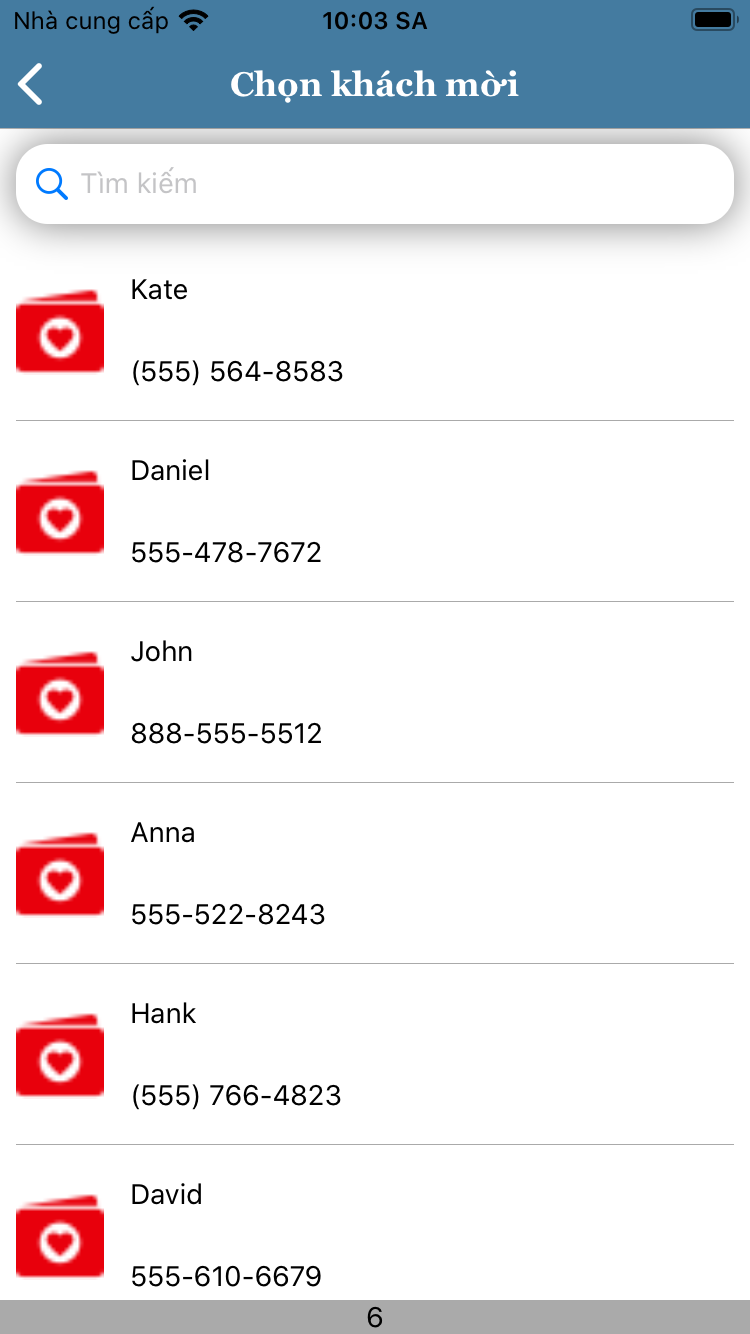 Nhà cung cấp 10:03 SA
Chọn khách mời
Tìm kiếm
Kate
(555) 564-8583
Daniel
555-478-7672
John
888-555-5512
Anna
555-522-8243
Hank
(555) 766-4823
David
555-610-6679
6